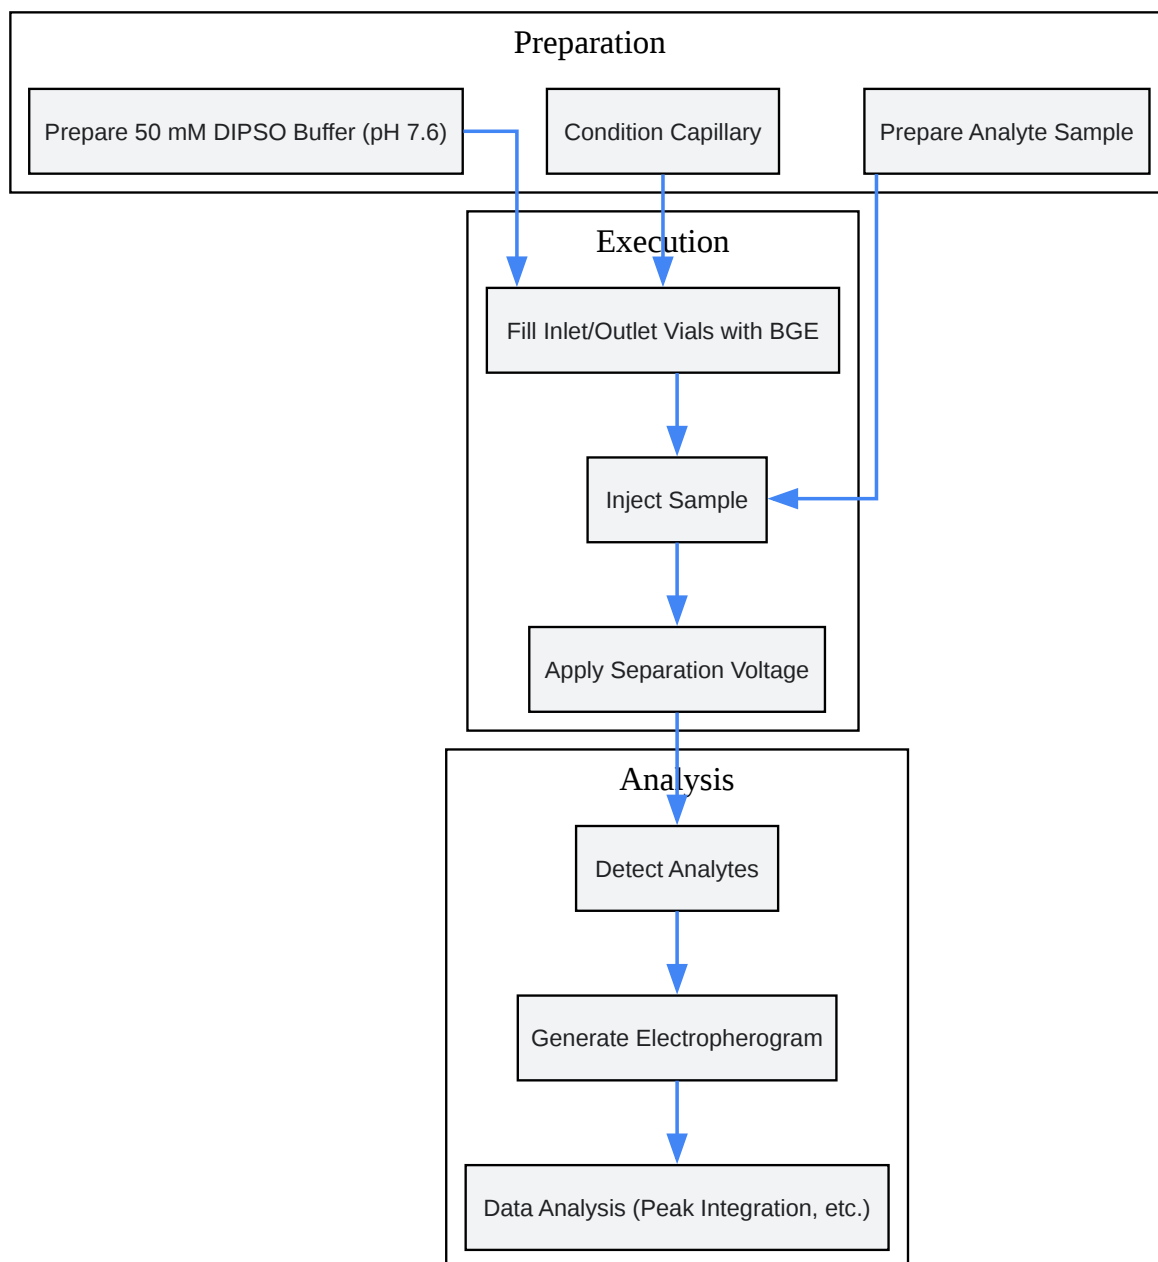 Preparation
Prepare 50 mM DIPSO Buffer (pH 7.6)
Condition Capillary
Prepare Analyte Sample
Execution
Fill Inlet/Outlet Vials with BGE
Inject Sample
Apply Separation Voltage
Analysis
Detect Analytes
Generate Electropherogram
Data Analysis (Peak Integration, etc.)